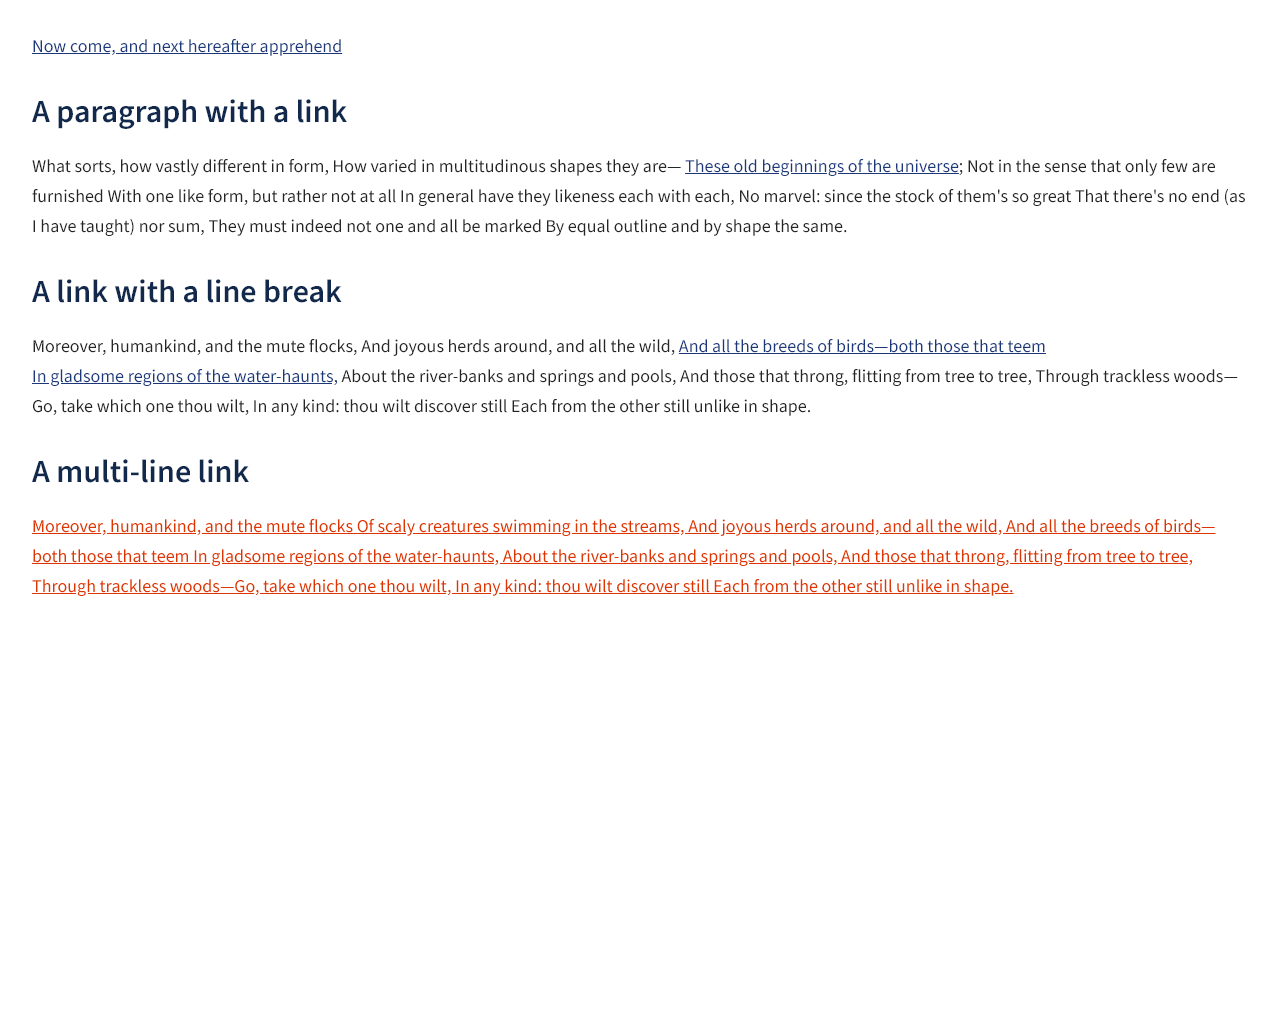 Now come, and next hereafter apprehend
A paragraph with a link
What sorts, how vastly different in form, How varied in multitudinous shapes they are— These old beginnings of the universe; Not in the sense that only few are
furnished With one like form, but rather not at all In general have they likeness each with each, No marvel: since the stock of them's so great That there's no end (as
I have taught) nor sum, They must indeed not one and all be marked By equal outline and by shape the same.
A link with a line break
Moreover, humankind, and the mute flocks, And joyous herds around, and all the wild, And all the breeds of birds—both those that teem
In gladsome regions of the water-haunts, About the river-banks and springs and pools, And those that throng, flitting from tree to tree, Through trackless woods—
Go, take which one thou wilt, In any kind: thou wilt discover still Each from the other still unlike in shape.
A multi-line link
Moreover, humankind, and the mute flocks Of scaly creatures swimming in the streams, And joyous herds around, and all the wild, And all the breeds of birds—
both those that teem In gladsome regions of the water-haunts, About the river-banks and springs and pools, And those that throng, flitting from tree to tree,
Through trackless woods—Go, take which one thou wilt, In any kind: thou wilt discover still Each from the other still unlike in shape.